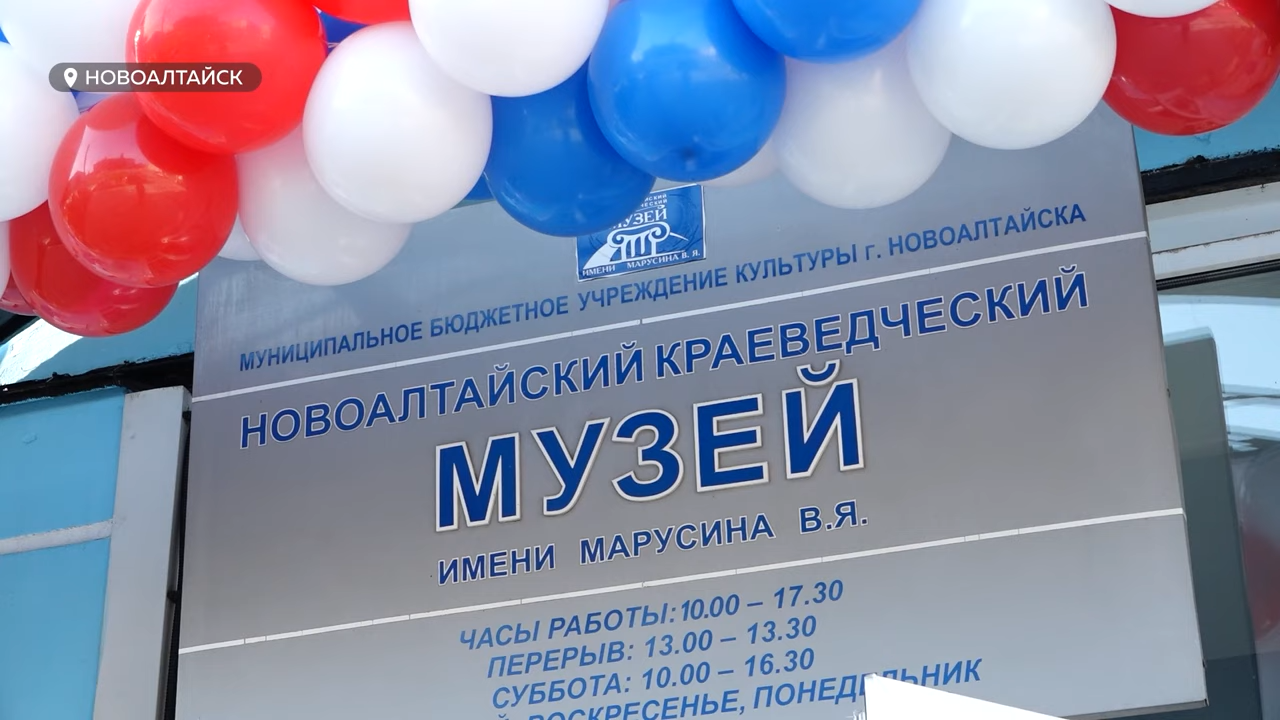 НОВОАЛТАЙСК
МУЗЕЙ
ИМЕНИ МАРУСИНА В. Я.
МУНИЦИПАЛЬНОЕ БЮДЖЕТНОЕ УЧРЕЖДЕНИЕ КУЛЬТУРЫ г. НОВОАЛТАЙСКА
НОВОАЛТАЙСКИЙ КРАЕВЕДЧЕСКИЙ
МУЗЕЙ
ИМЕНИ МАРУСИНА В.Я.
ЧАСЫ РАБОТЫ: 10.00 – 17.30
ПЕРЕРЫВ: 13.00 – 13.30
СУББОТА: 10.00 – 16.30
ВОСКРЕСЕНЬЕ, ПОНЕДЕЛЬНИК